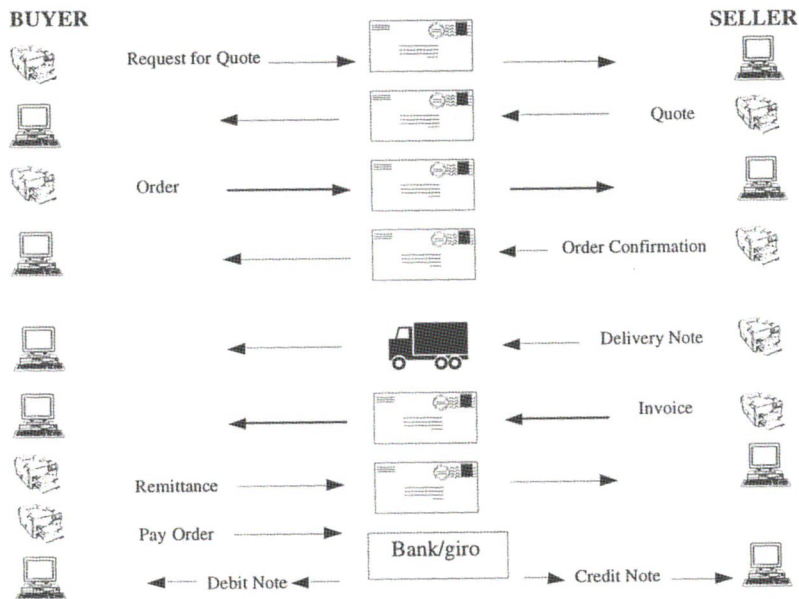 BUYER
SELLER
Request for Quote
Quote
Order
Order Confirmation
Delivery Note
Invoice
Remittance
Pay Order
Bank/giro
Debit Note
Credit Note